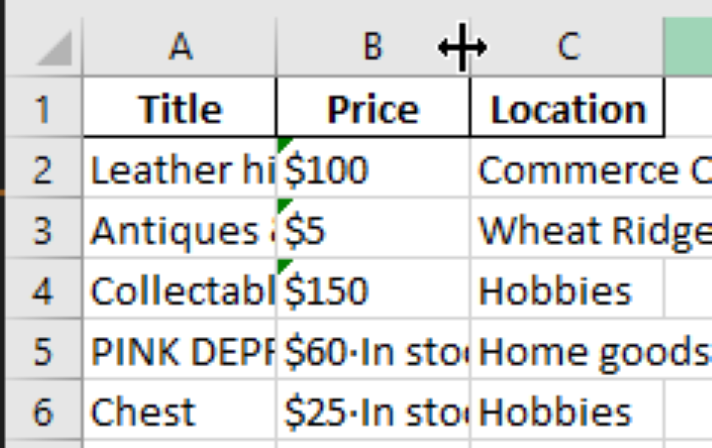 A B C
1 Title Price Location
2 Leather hi $100 Commerce C
3 Antiques $5 Wheat Ridge
4 Collectabl $150 Hobbies
5 PINK DEPR $60·In sto Home goods
6 Chest $25·In sto Hobbies